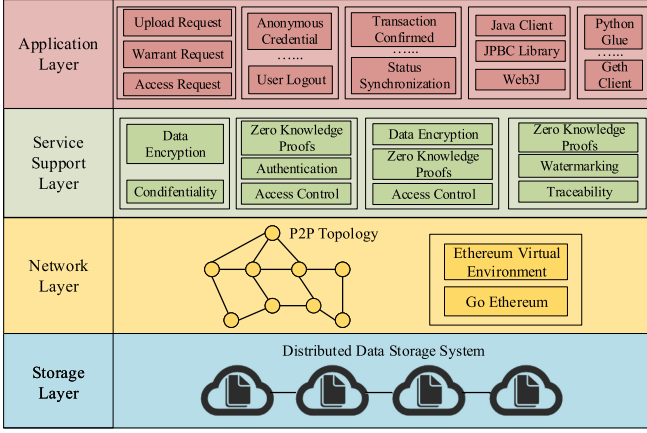 Application
Layer
Upload Request
Warrant Request
Access Request
Anonymous
Credential
......
User Logout
Transaction
Confirmed
......
Status
Synchronization
Java Client
JPBC Library
Web3J
Python
Glue
......
Geth
Client
Service
Support
Layer
Data
Encryption
Condifentiality
Zero Knowledge
Proofs
Authentication
Access Control
Data Encryption
Zero Knowledge
Proofs
Access Control
Zero Knowledge
Proofs
Watermarking
Traceability
Network
Layer
P2P Topology
Ethereum Virtual
Environment
Go Ethereum
Storage
Layer
Distributed Data Storage System